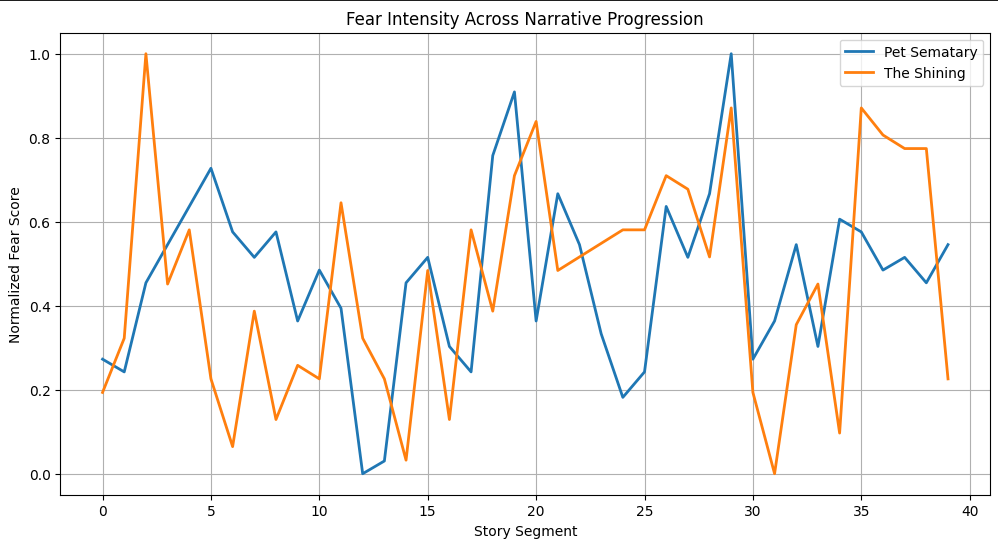 Fear Intensity Across Narrative Progression
Pet Sematary
The Shining
Normalized Fear Score
1.0
0.8
0.6
0.4
0.2
0.0
0 5 10 15 20 25 30 35 40
Story Segment